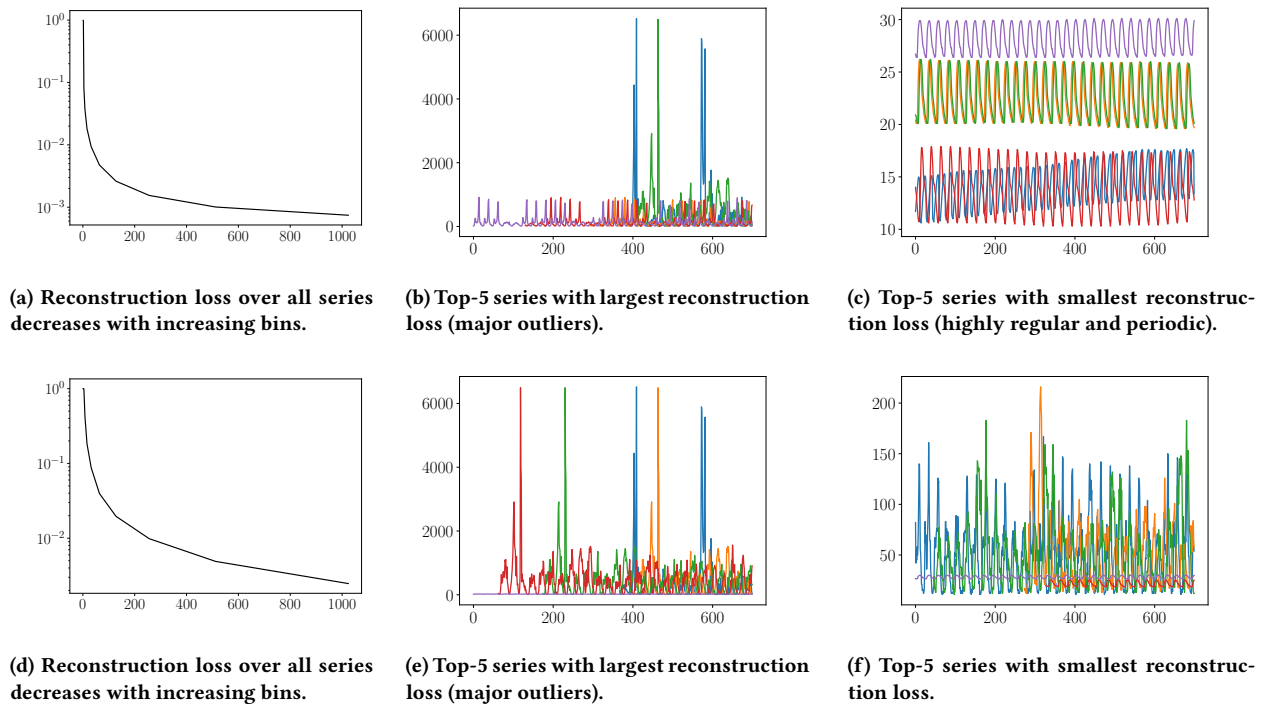 10⁰
10⁻¹
10⁻²
10⁻³
0 200 400 600 800 1000
6000
4000
2000
0
0 200 400 600
30
25
20
15
10
0 200 400 600
(a) Reconstruction loss over all series
decreases with increasing bins.
(b) Top-5 series with largest reconstruction
loss (major outliers).
(c) Top-5 series with smallest reconstruc-
tion loss (highly regular and periodic).
10⁰
10⁻¹
10⁻²
0 200 400 600 800 1000
6000
4000
2000
0
0 200 400 600
200
150
100
50
0 200 400 600
(d) Reconstruction loss over all series
decreases with increasing bins.
(e) Top-5 series with largest reconstruction
loss (major outliers).
(f) Top-5 series with smallest reconstruc-
tion loss.